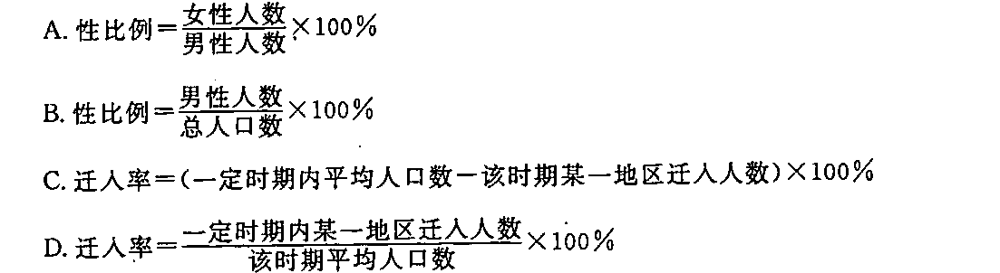 A. 性比例=女性人数/男性人数×100%
B. 性比例=男性人数/总人口数×100%
C. 迁入率=(一定时期内平均人口数-该时期某一地区迁入人数)×100%
D. 迁入率=一定时期内某一地区迁入人数/该时期平均人口数×100%